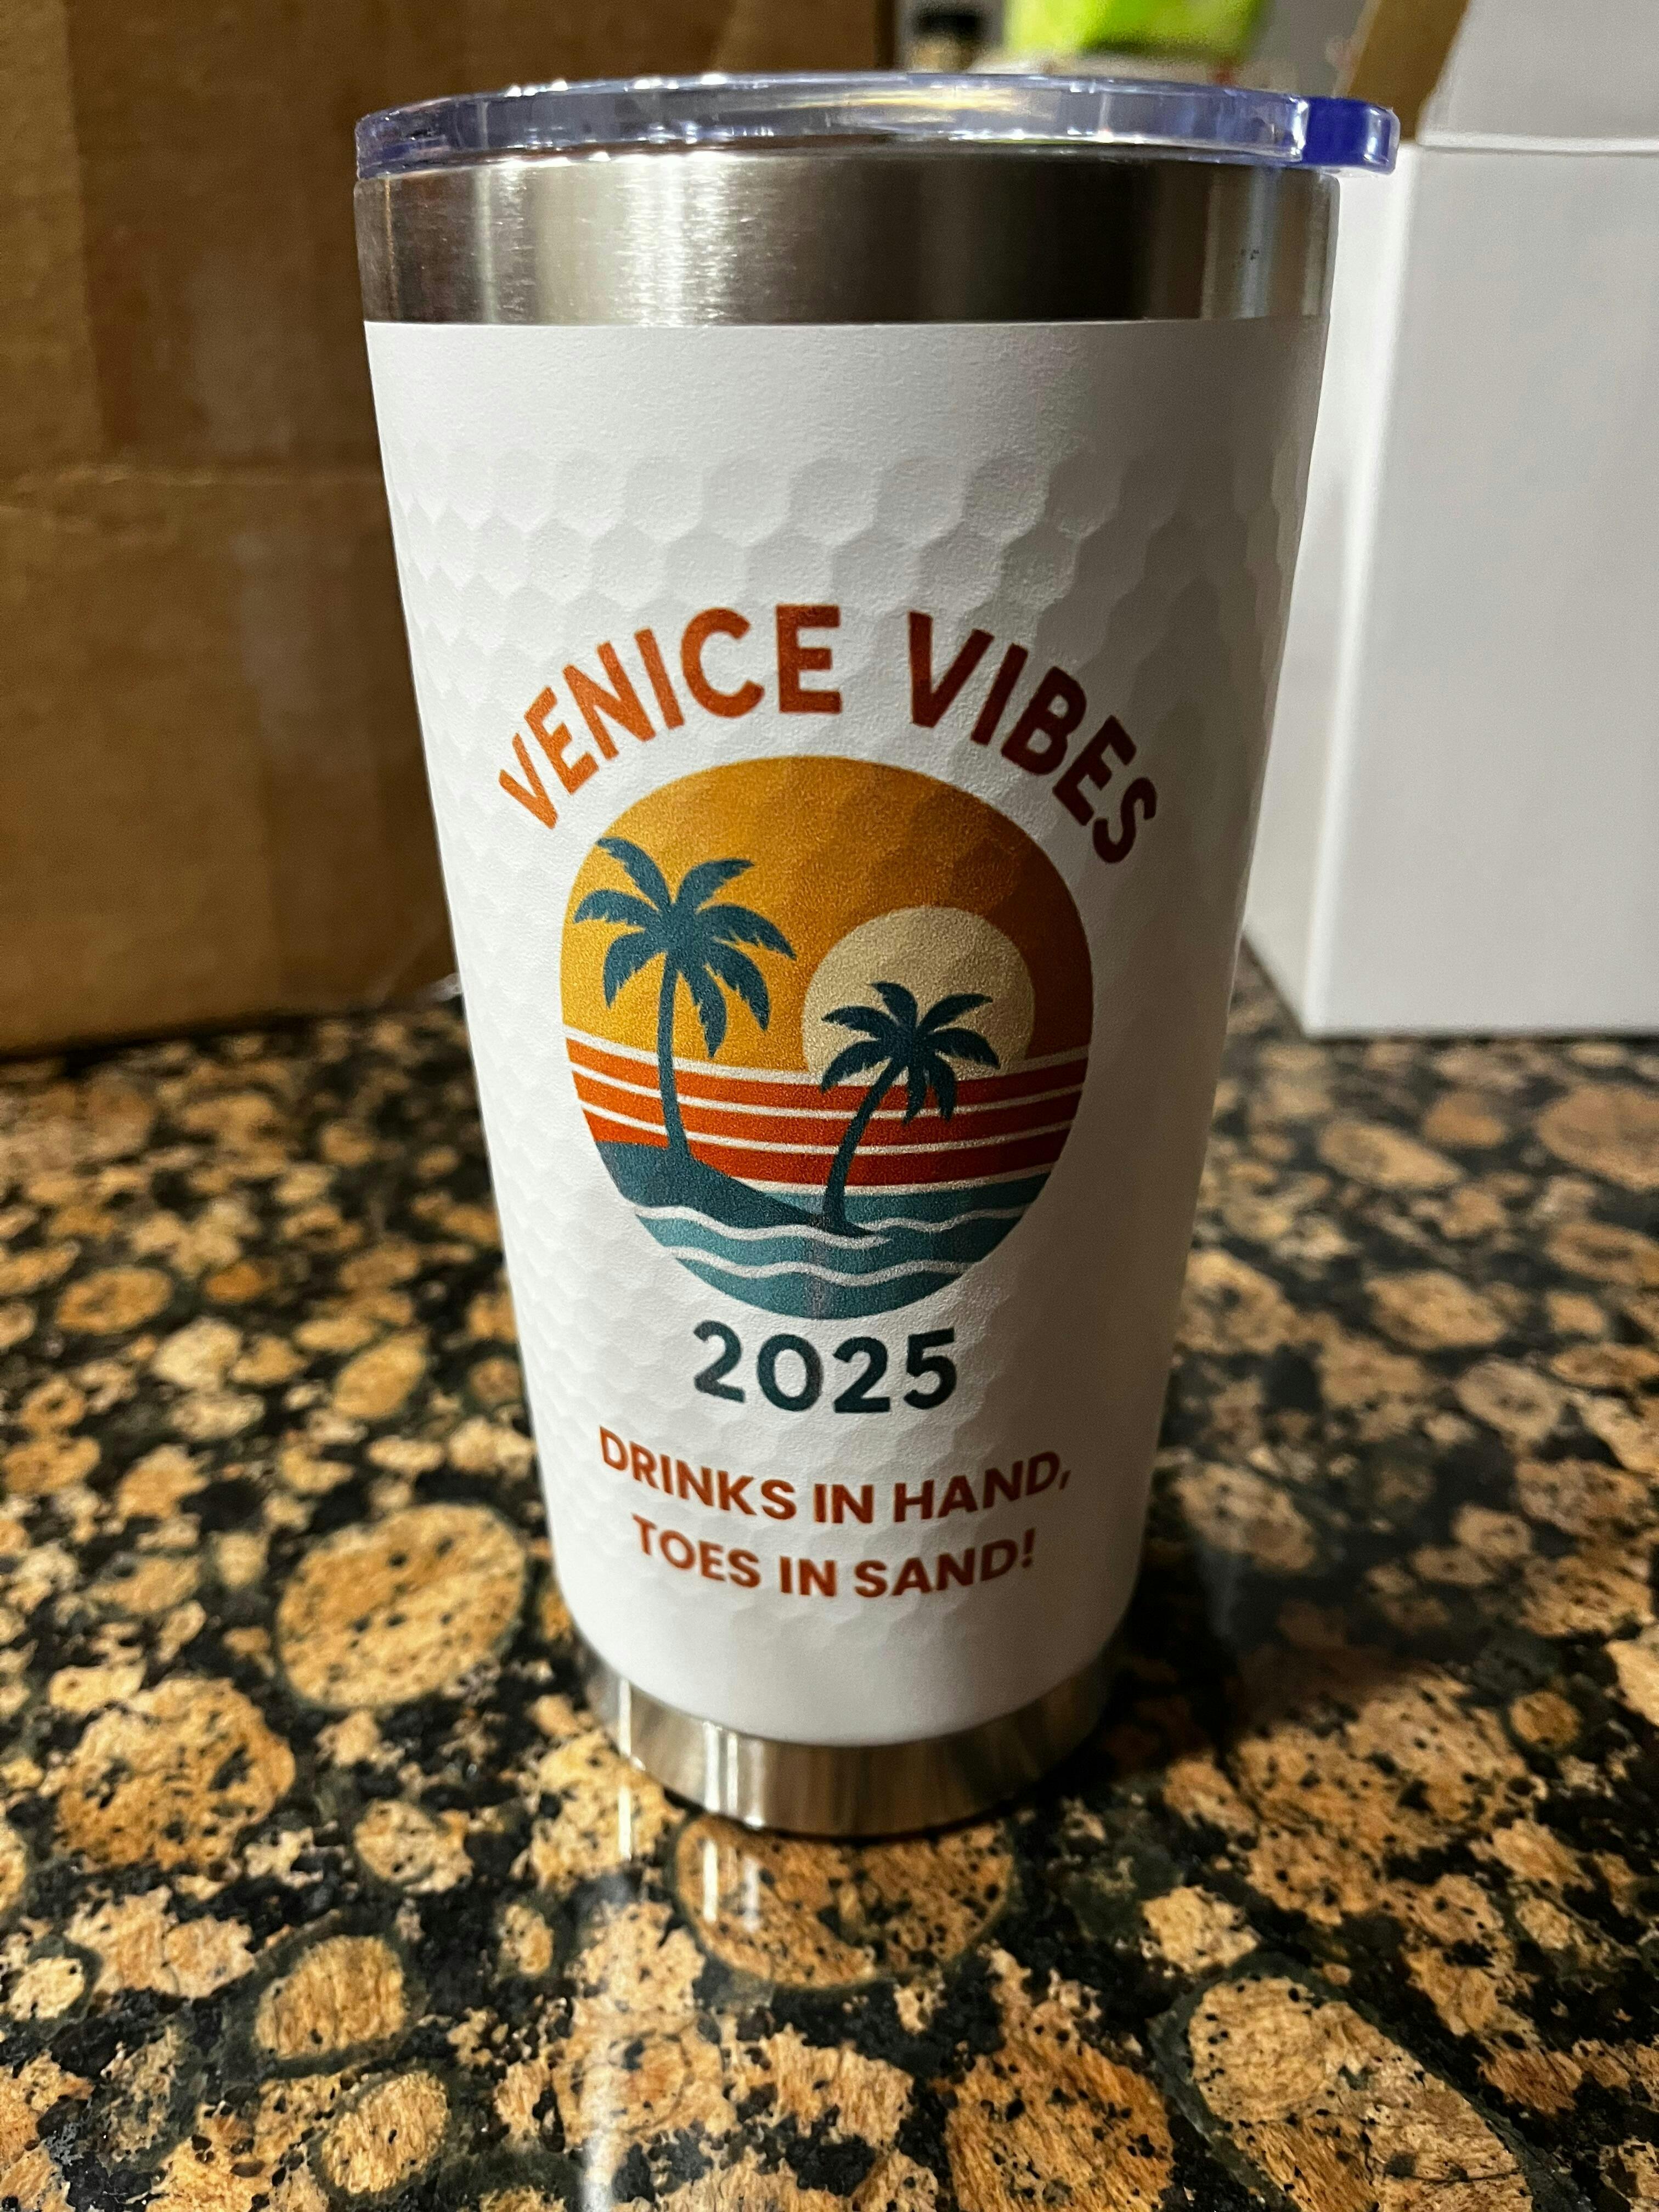 VENICE VIBES
2025
DRINKS IN HAND,
TOES IN SAND!